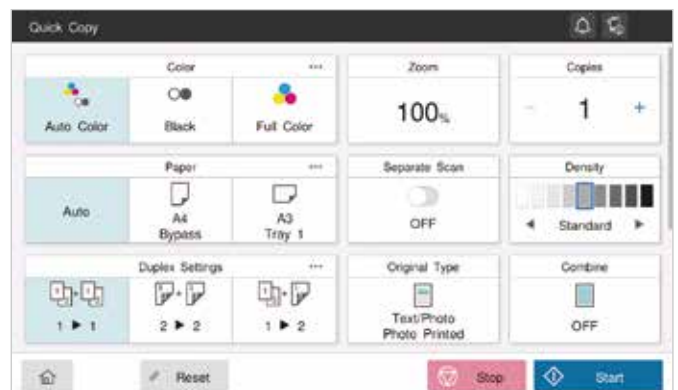 Quick Copy
Color ... Zoom Copies
Auto Color Black Full Color 100% - 1 +
Paper ... Separate Scan Density
Auto A4 Bypass A3 Tray 1 OFF ◀ Standard ▶
Duplex Settings ... Original Type Combine
1 ▶ 1 2 ▶ 2 1 ▶ 2 Text/Photo Photo Printed OFF
Reset Stop Start